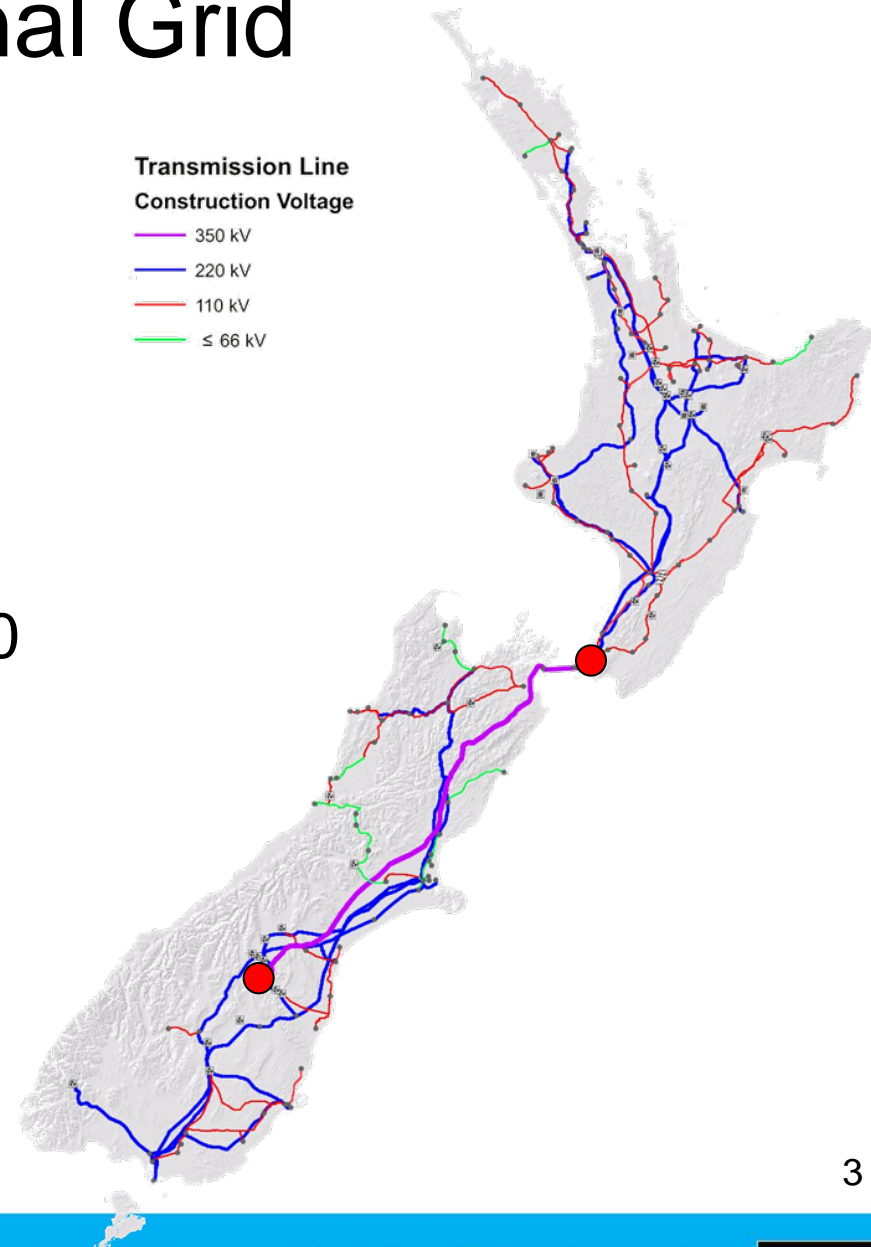 nal Grid
Transmission Line
Construction Voltage
350 kV
220 kV
110 kV
≤ 66 kV
0
3